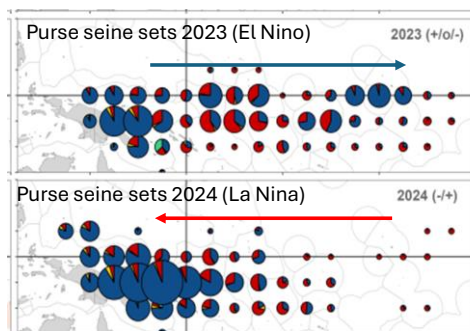 Purse seine sets 2023 (El Nino)
2023 (+/o/-)
Purse seine sets 2024 (La Nina)
2024 (-/+)